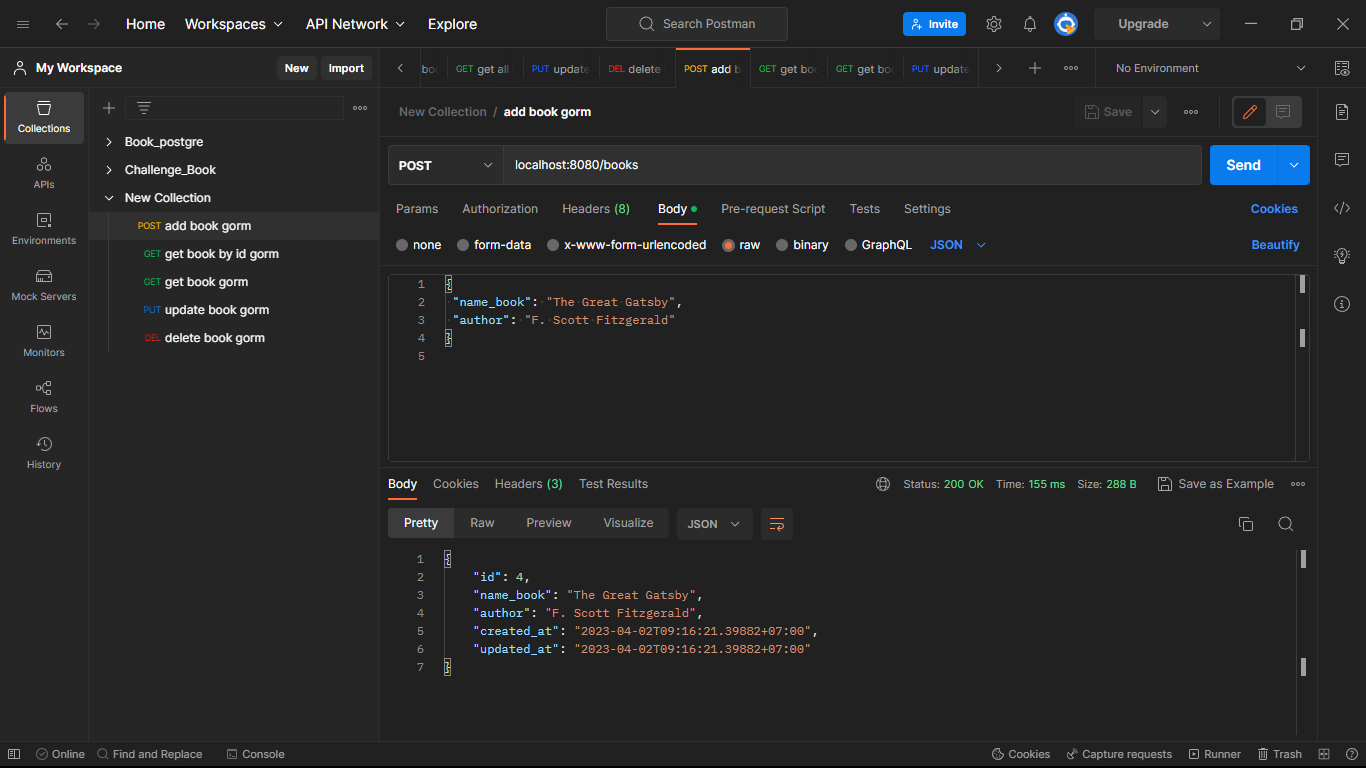 Home Workspaces API Network Explore Search Postman Invite Upgrade
My Workspace New Import
GET get all PUT update DEL delete POST add b GET get boo GET get boo PUT update No Environment
Collections
APIs
Environments
Mock Servers
Monitors
Flows
History
Book_postgre
Challenge_Book
New Collection
POST add book gorm
GET get book by id gorm
GET get book gorm
PUT update book gorm
DEL delete book gorm
New Collection / add book gorm Save
POST localhost:8080/books Send
Params Authorization Headers (8) Body Pre-request Script Tests Settings Cookies
none form-data x-www-form-urlencoded raw binary GraphQL JSON Beautify
1 {
2 "name_book": "The Great Gatsby",
3 "author": "F. Scott Fitzgerald"
4 }
5
Body Cookies Headers (3) Test Results Status: 200 OK Time: 155 ms Size: 288 B Save as Example
Pretty Raw Preview Visualize JSON
1 {
2 "id": 4,
3 "name_book": "The Great Gatsby",
4 "author": "F. Scott Fitzgerald",
5 "created_at": "2023-04-02T09:16:21.39882+07:00",
6 "updated_at": "2023-04-02T09:16:21.39882+07:00"
7 }
Online Find and Replace Console Cookies Capture requests Runner Trash